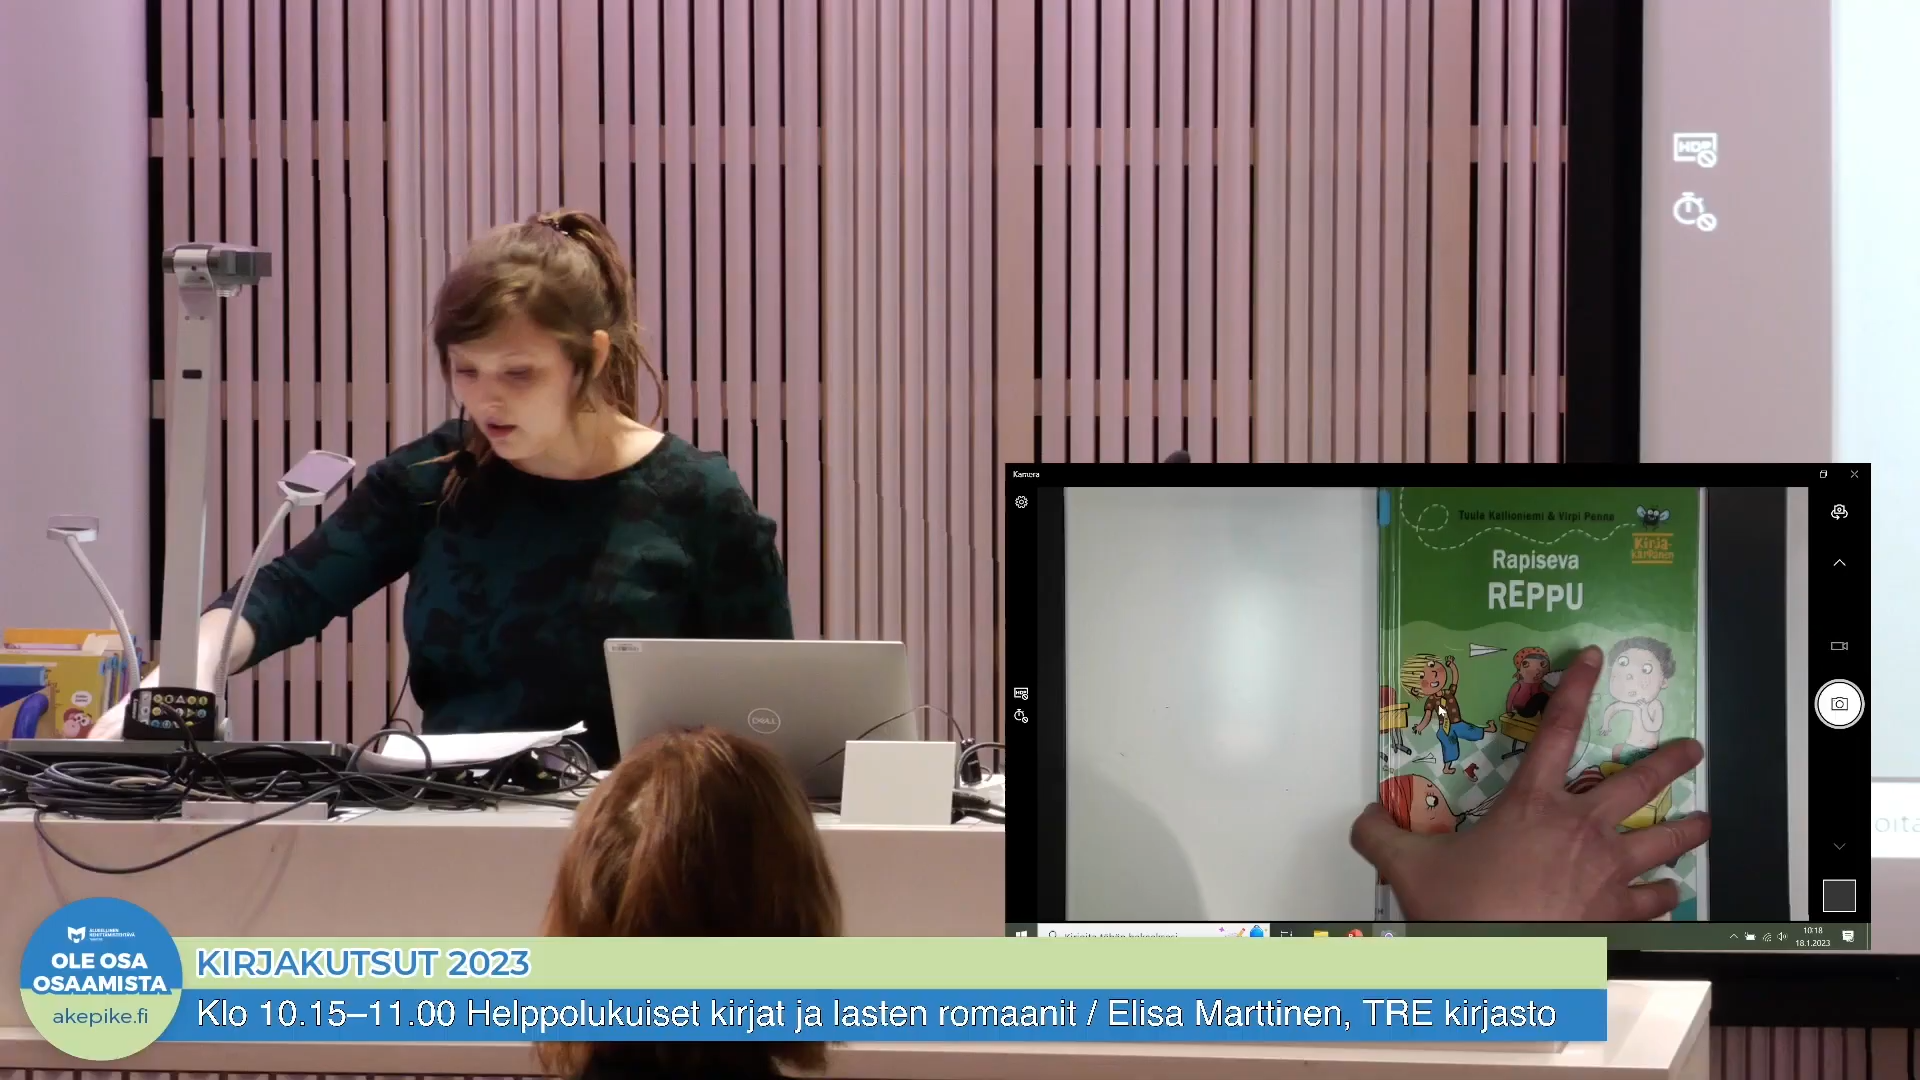 Kamera
Tuula Kallioniemi & Virpi Penna
Kirja-
kärpänen
Rapiseva
REPPU
DELL
10:18
18.1.2023
OLE OSA
OSAAMISTA
akepike.fi
KIRJAKUTSUT 2023
Klo 10.15–11.00 Helppolukuiset kirjat ja lasten romaanit / Elisa Marttinen, TRE kirjasto